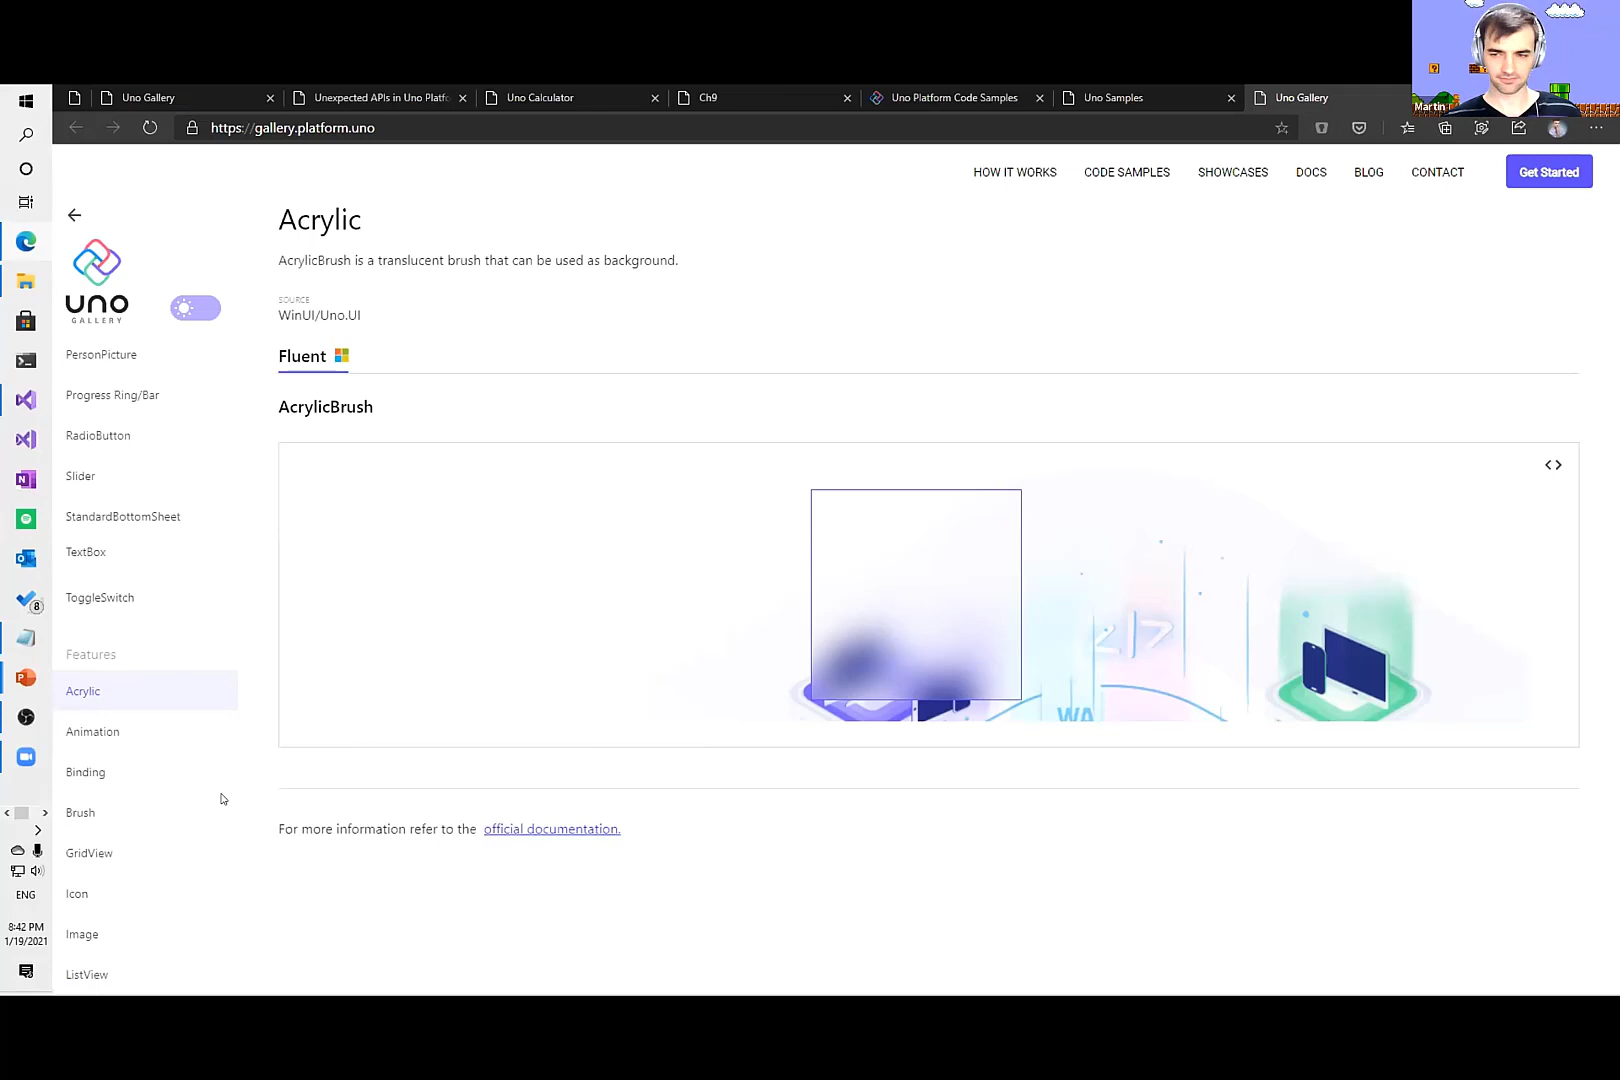 Uno Gallery
Unexpected APIs in Uno Platfo
Uno Calculator
Ch9
Uno Platform Code Samples
Uno Samples
Uno Gallery
Martin
https://gallery.platform.uno
HOW IT WORKS
CODE SAMPLES
SHOWCASES
DOCS
BLOG
CONTACT
Get Started
uno
GALLERY
PersonPicture
Progress Ring/Bar
RadioButton
Slider
StandardBottomSheet
TextBox
ToggleSwitch
Features
Acrylic
Animation
Binding
Brush
GridView
Icon
Image
ListView
Acrylic
AcrylicBrush is a translucent brush that can be used as background.
SOURCE
WinUI/Uno.UI
Fluent
AcrylicBrush
<>
</>
WA
For more information refer to the official documentation.
8
ENG
8:42 PM
1/19/2021